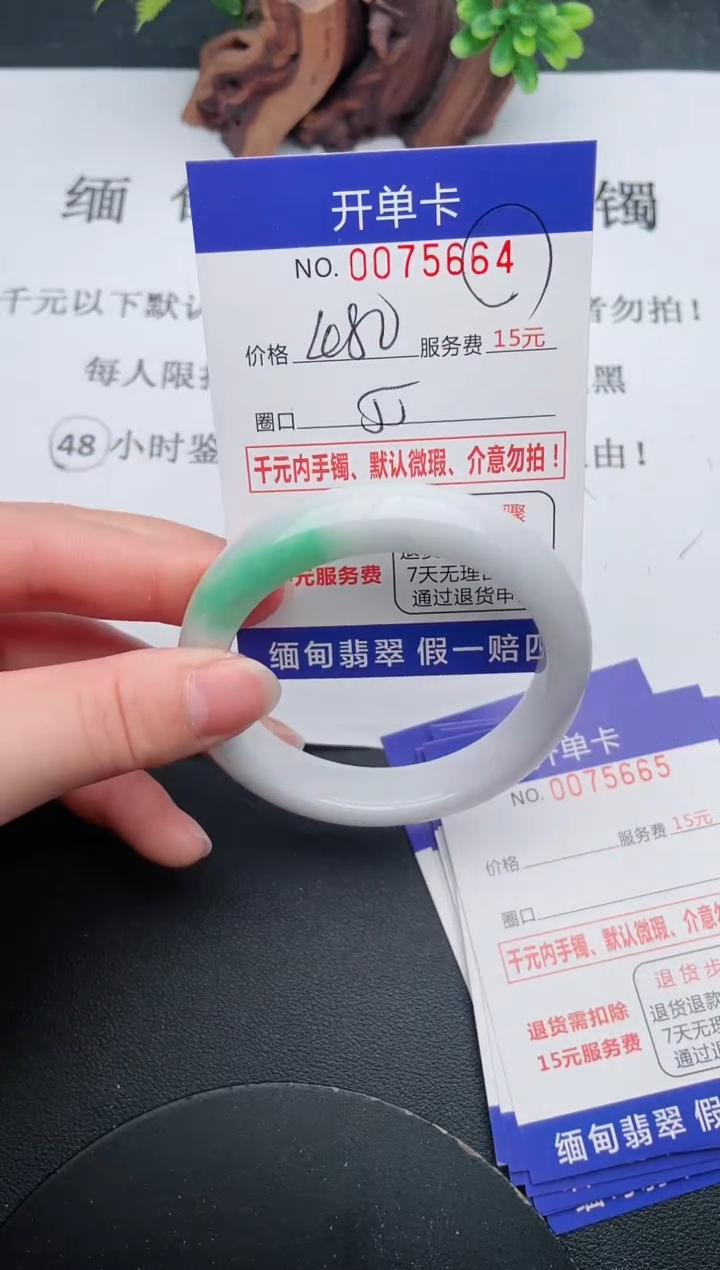 缅 镯
千元以下默认 者勿拍!
每人限拍 黑
48小时鉴 由!
开单卡
NO. 0075664
价格 服务费 15元
圈口
千元内手镯、默认微瑕、介意勿拍!
骤
元服务费
7天无理
通过退货申
缅甸翡翠 假一赔四
开单卡
NO. 0075665
价格 服务费 15元
圈口
千元内手镯、默认微瑕、介意勿
退货步
退货需扣除
15元服务费
退货退款
7天无理
通过退
缅甸翡翠 假